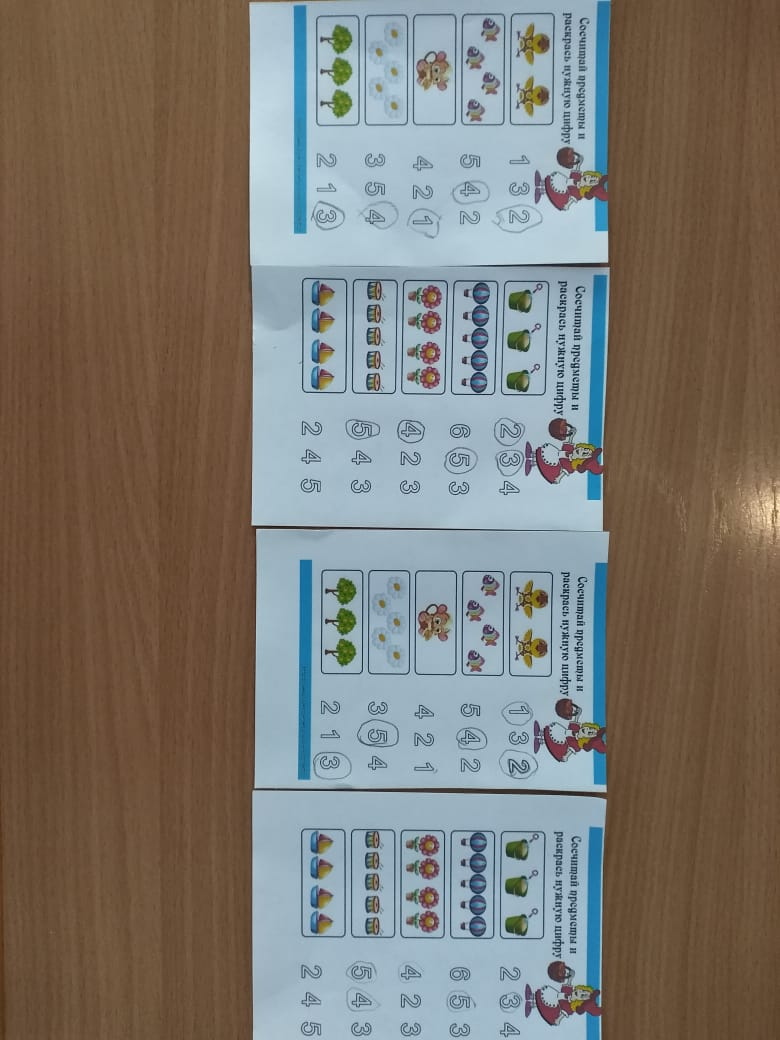 Сосчитай предметы и
раскрась нужную цифру
1 3 2
5 4 2
4 2 1
3 5 4
2 1 3
Сосчитай предметы и
раскрась нужную цифру
2 3 4
6 5 3
4 2 3
5 4 3
2 4 5
Сосчитай предметы и
раскрась нужную цифру
1 3 2
5 4 2
4 2 1
3 5 4
2 1 3
Сосчитай предметы и
раскрась нужную цифру
2 3 4
6 5 3
4 2 3
5 4 3
2 4 5